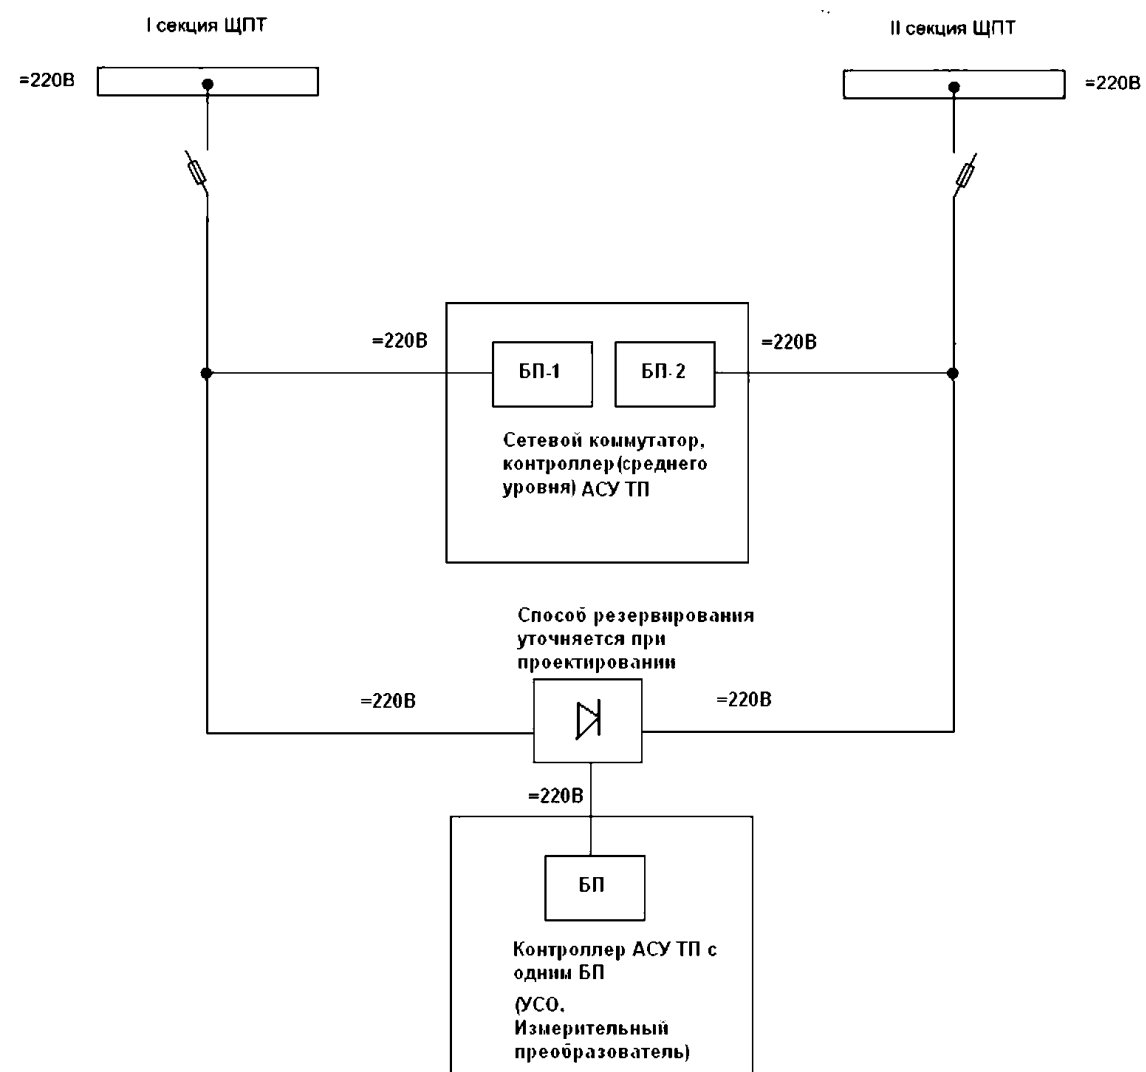 I секция ЩПТ
II секция ЩПТ
=220В
=220В
=220В
=220В
БП-1
БП-2
Сетевой коммутатор,
контроллер(среднего
уровня) АСУ ТП
Способ резервирования
уточняется при
проектировании
=220В
=220В
=220В
БП
Контроллер АСУ ТП с
одним БП
(УСО,
Измерительный
преобразователь)